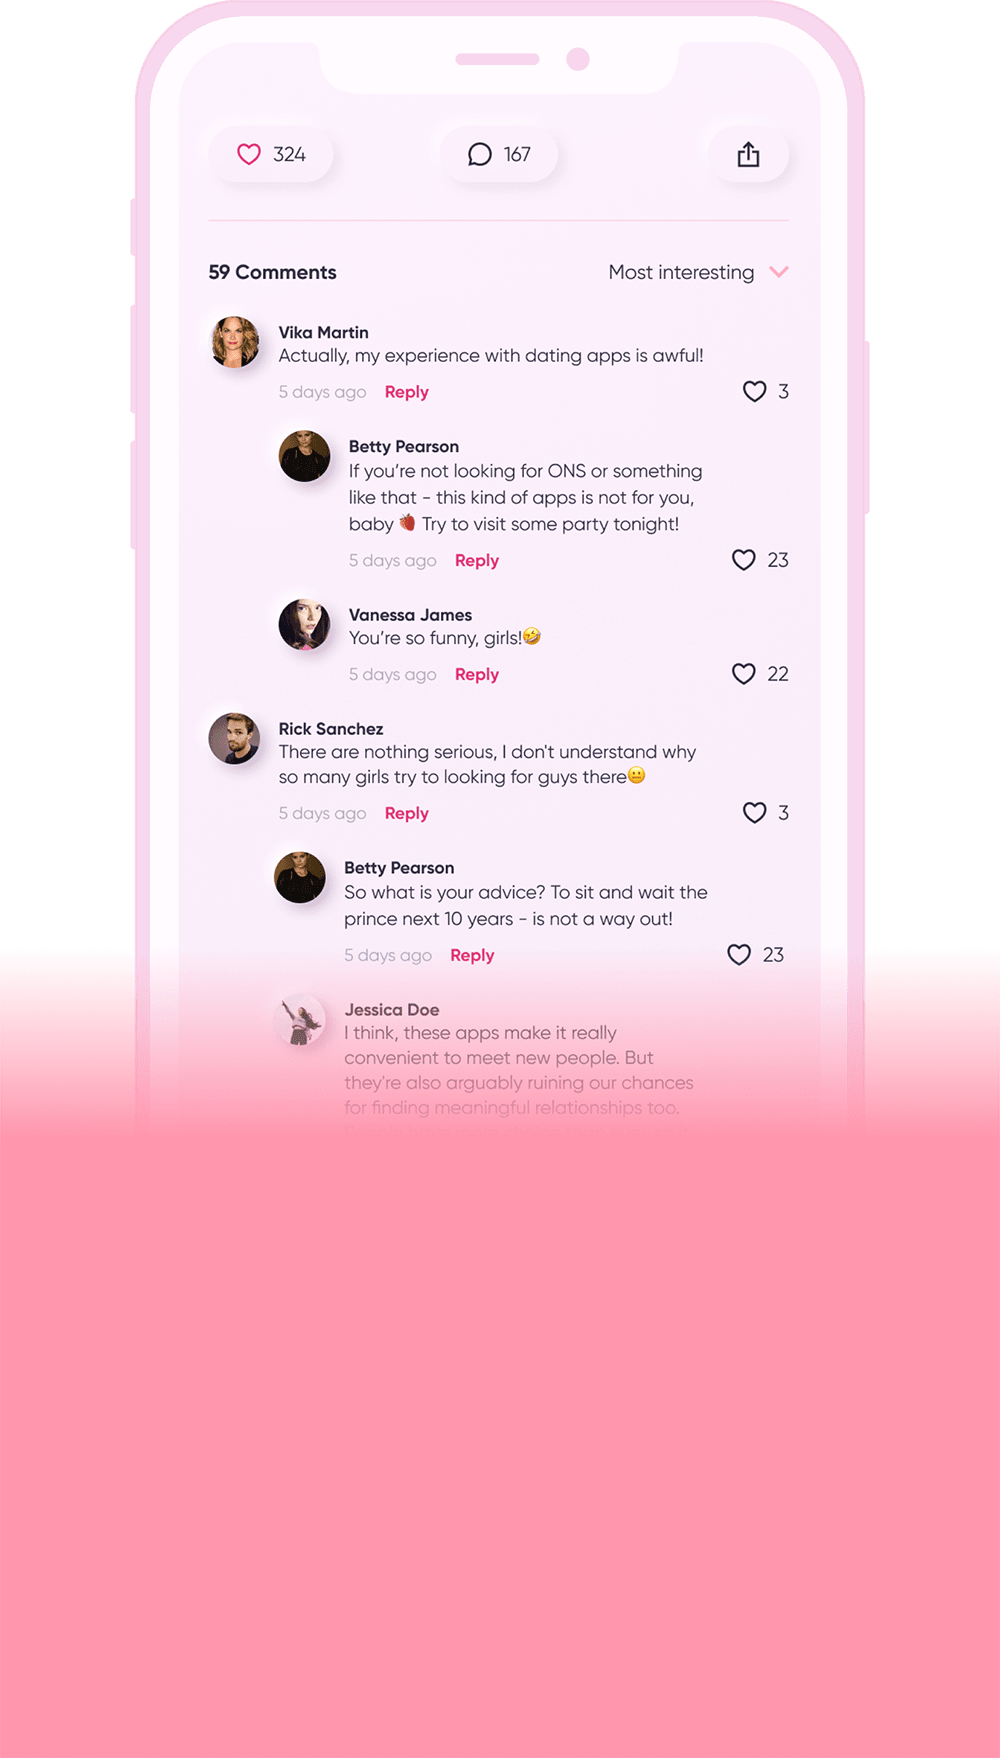 324
167
59 Comments
Most interesting
Vika Martin
Actually, my experience with dating apps is awful!
5 days ago Reply
3
Betty Pearson
If you’re not looking for ONS or something
like that - this kind of apps is not for you,
baby 🍓 Try to visit some party tonight!
5 days ago Reply
23
Vanessa James
You’re so funny, girls!🤣
5 days ago Reply
22
Rick Sanchez
There are nothing serious, I don't understand why
so many girls try to looking for guys there😐
5 days ago Reply
3
Betty Pearson
So what is your advice? To sit and wait the
prince next 10 years - is not a way out!
5 days ago Reply
23
Jessica Doe
I think, these apps make it really
convenient to meet new people. But
they're also arguably ruining our chances
for finding meaningful relationships too.